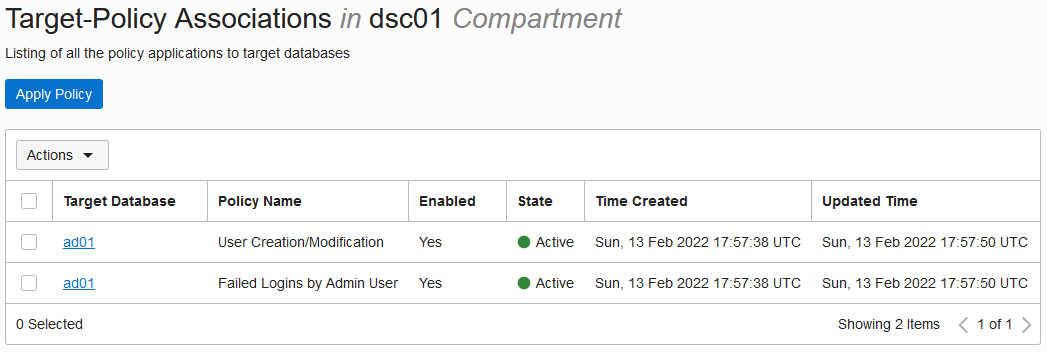 Target-Policy Associations in dsc01 Compartment
Listing of all the policy applications to target databases
Apply Policy
Actions
Target Database Policy Name Enabled State Time Created Updated Time
ad01 User Creation/Modification Yes Active Sun, 13 Feb 2022 17:57:38 UTC Sun, 13 Feb 2022 17:57:50 UTC
ad01 Failed Logins by Admin User Yes Active Sun, 13 Feb 2022 17:57:38 UTC Sun, 13 Feb 2022 17:57:50 UTC
0 Selected Showing 2 Items 1 of 1